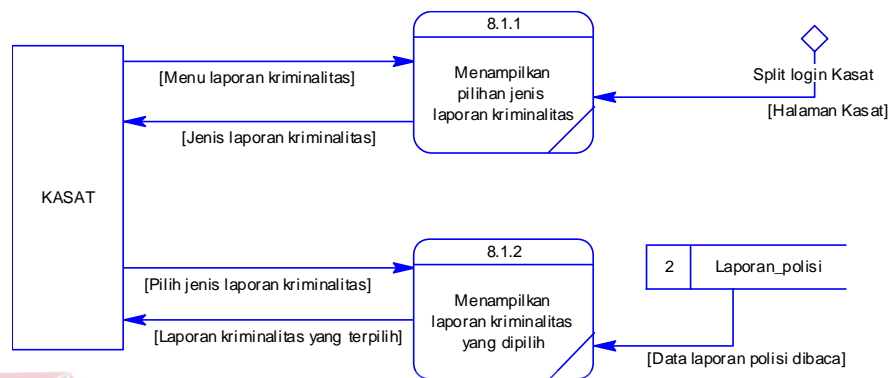 8.1.1
Menampilkan
pilihan jenis
laporan kriminalitas
[Menu laporan kriminalitas]
[Jenis laporan kriminalitas]
Split login Kasat
[Halaman Kasat]
KASAT
8.1.2
Menampilkan
laporan kriminalitas
yang dipilih
[Pilih jenis laporan kriminalitas]
[Laporan kriminalitas yang terpilih]
2 Laporan_polisi
[Data laporan polisi dibaca]